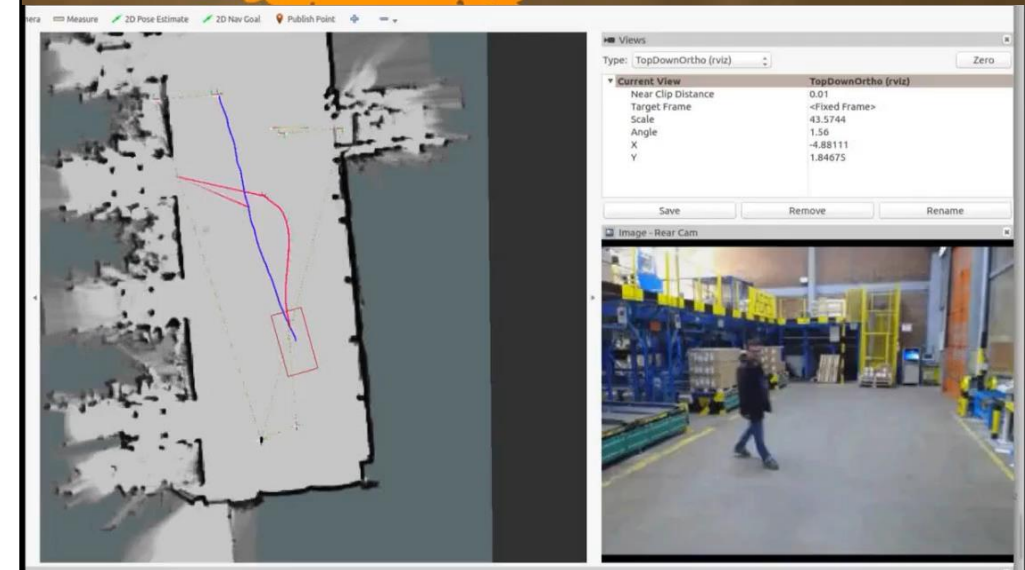 nera Measure 2D Pose Estimate 2D Nav Goal Publish Point
Views
Type: TopDownOrtho (rviz) Zero
Current View TopDownOrtho (rviz)
Near Clip Distance 0.01
Target Frame <Fixed Frame>
Scale 43.5744
Angle 1.56
X -4.88111
Y 1.84675
Save Remove Rename
Image - Rear Cam